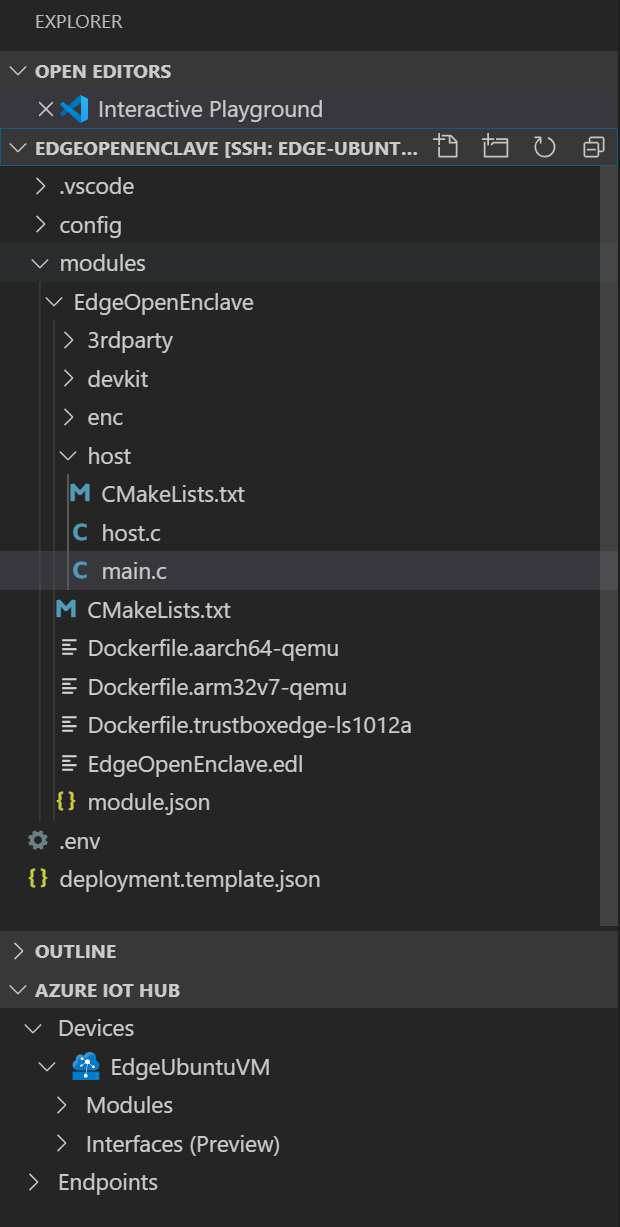 EXPLORER
OPEN EDITORS
Interactive Playground
EDGEOPENENCLAVE [SSH: EDGE-UBUNT...
.vscode
config
modules
EdgeOpenEnclave
3rdparty
devkit
enc
host
CMakeLists.txt
host.c
main.c
CMakeLists.txt
Dockerfile.aarch64-qemu
Dockerfile.arm32v7-qemu
Dockerfile.trustboxedge-ls1012a
EdgeOpenEnclave.edl
module.json
.env
deployment.template.json
OUTLINE
AZURE IOT HUB
Devices
EdgeUbuntuVM
Modules
Interfaces (Preview)
Endpoints